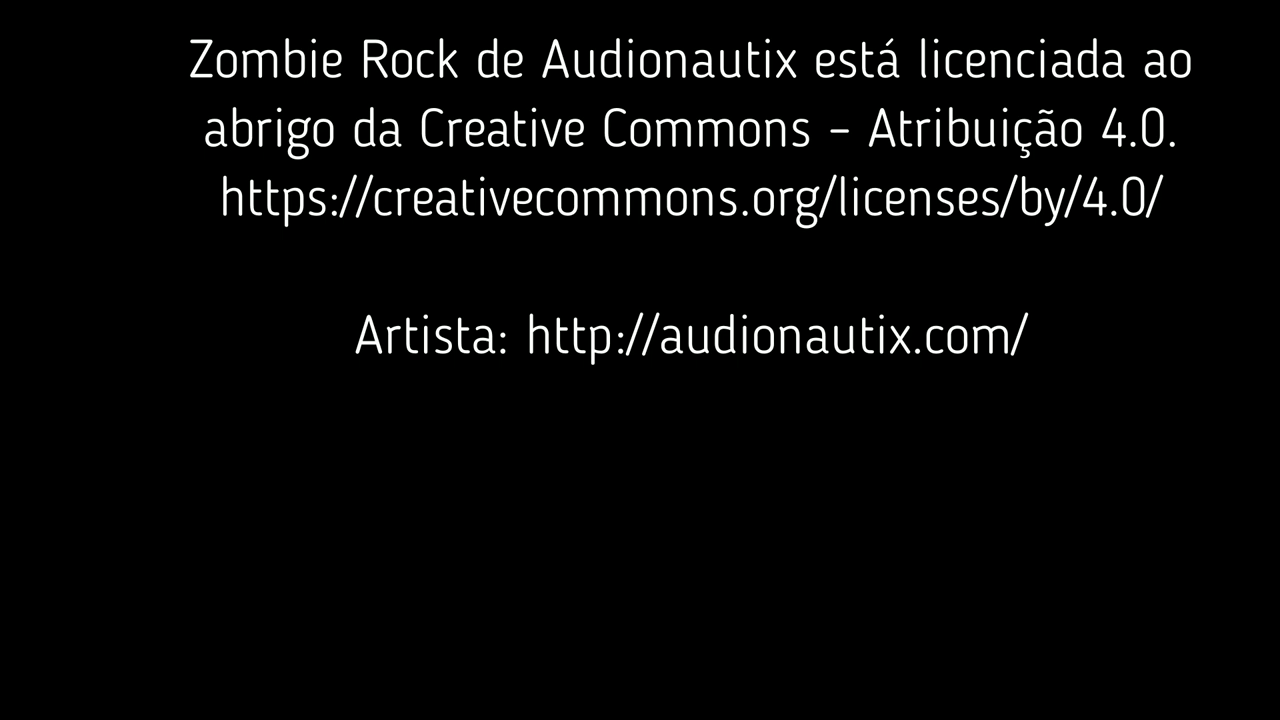 Zombie Rock de Audionautix está licenciada ao
abrigo da Creative Commons – Atribuição 4.0.
https://creativecommons.org/licenses/by/4.0/
Artista: http://audionautix.com/